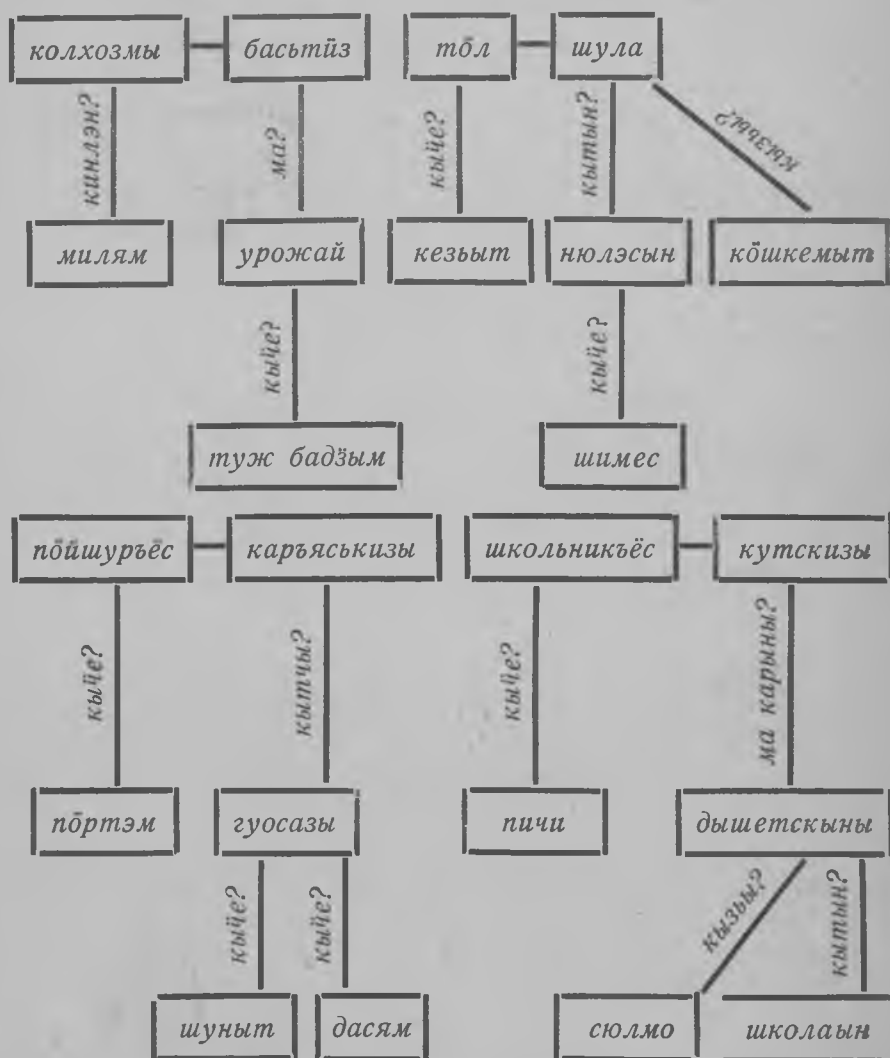 колхозмы басьтӥз тӧл шула
кинлэн? ма? кыӵе? кытын? кызьы?
милям урожай кезьыт нюлэсын кӧшкемыт
кыӵе? кыӵе?
туж бадӟым шимес
пӧйшуръёс каръяськизы школьникъёс кутскизы
кыӵе? кытчы? кыӵе? ма карыны?
пӧртэм гуосазы пичи дышетскыны
кыӵе? кыӵе? кызьы? кытын?
шуныт дасям сюлмо школаын